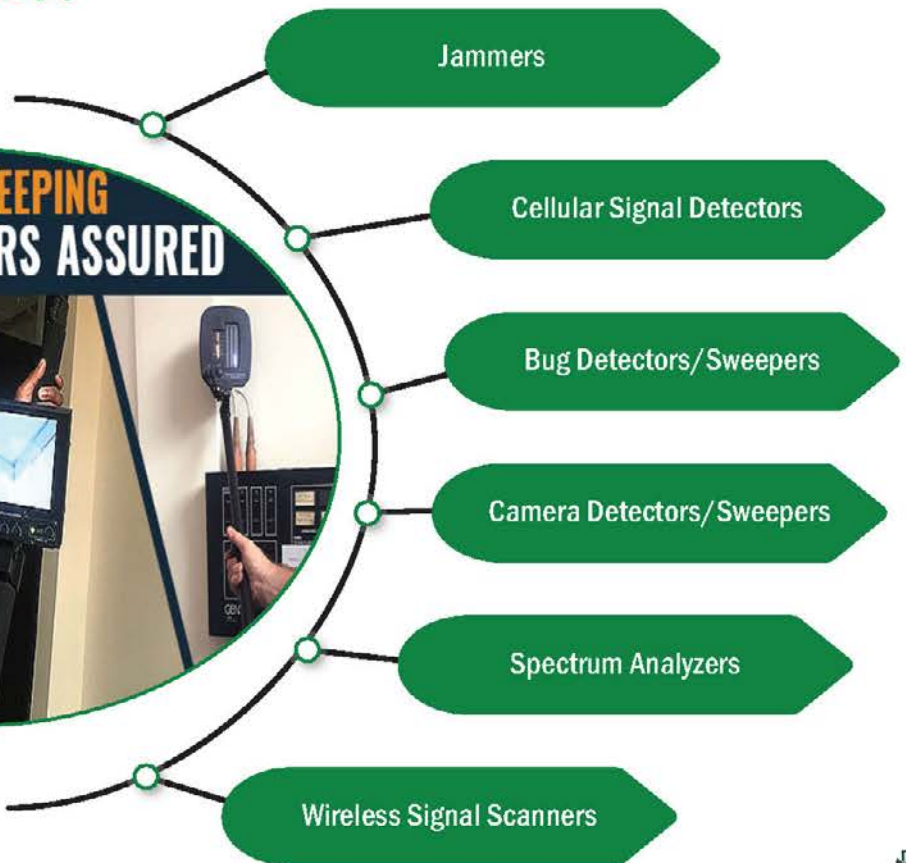 Jammers
EEPING
RS ASSURED
Cellular Signal Detectors
Bug Detectors/Sweepers
Camera Detectors/Sweepers
Spectrum Analyzers
Wireless Signal Scanners